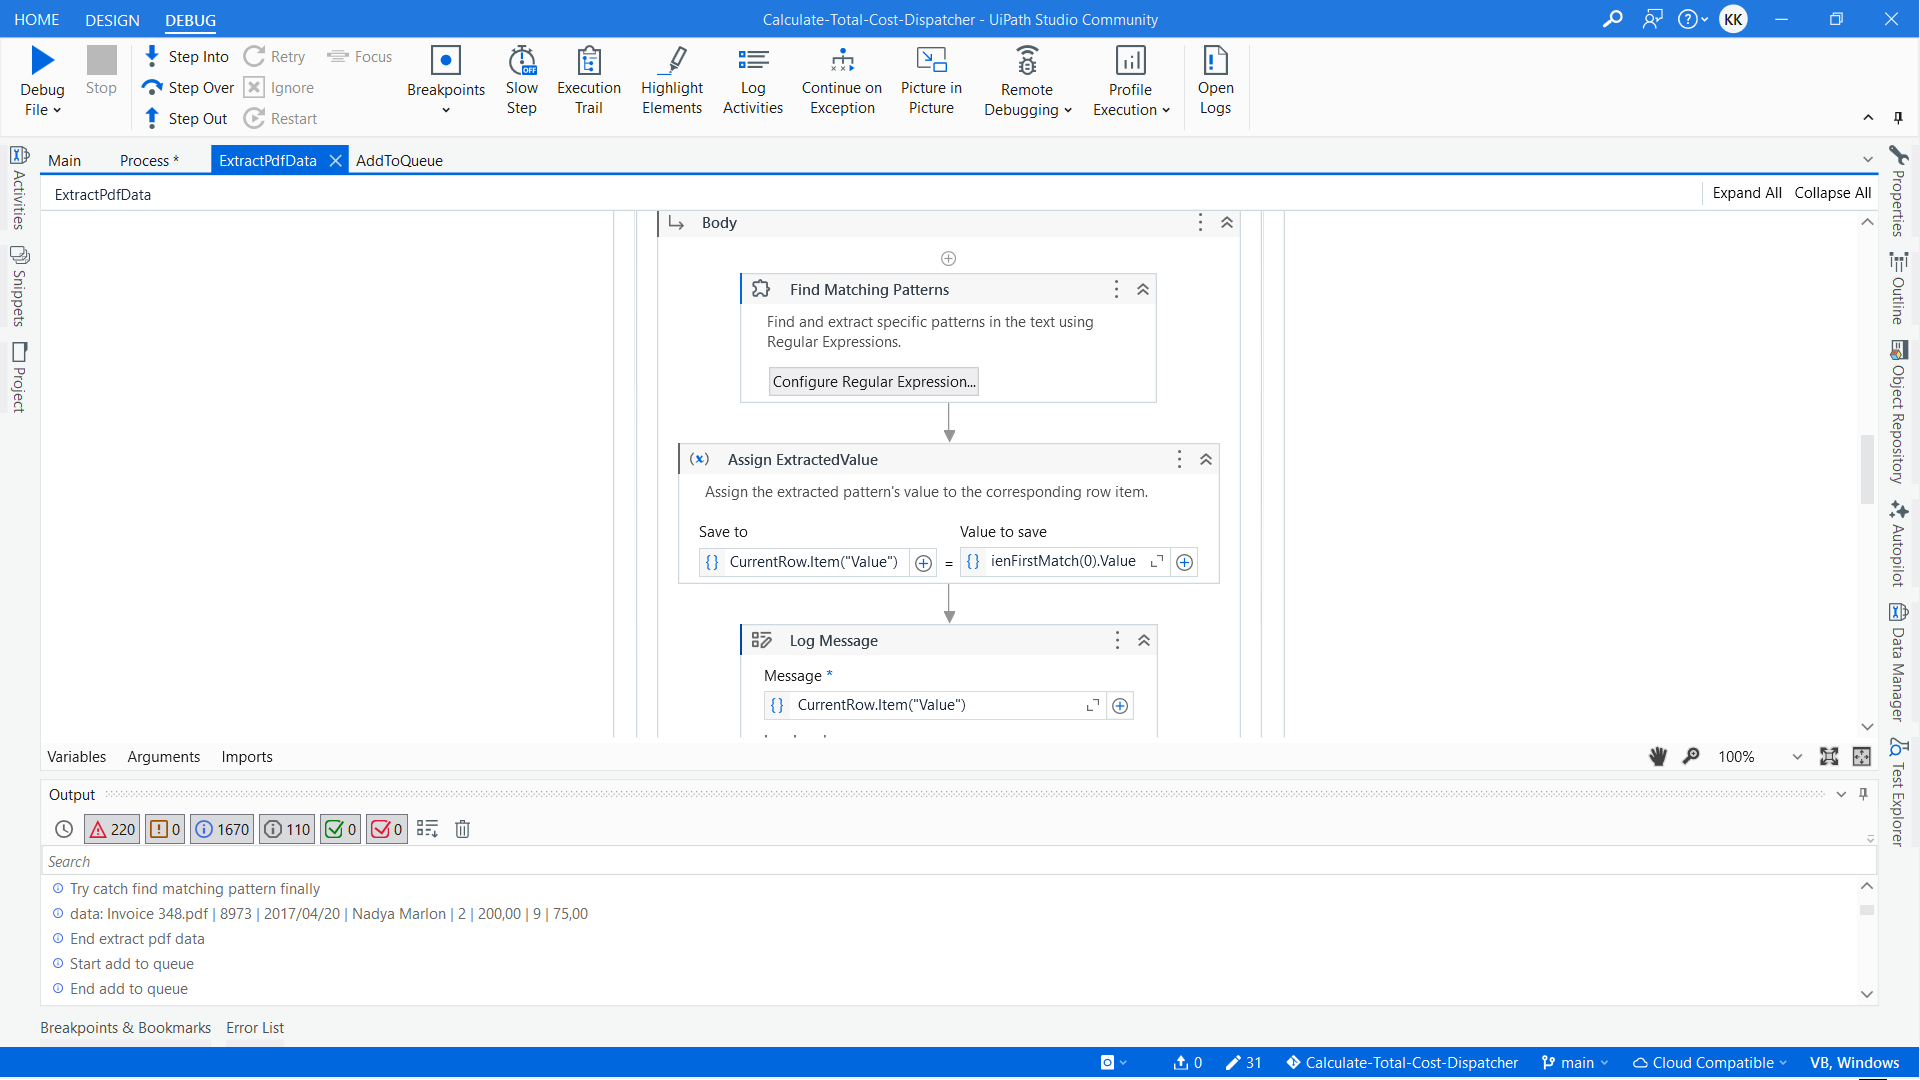 HOME DESIGN DEBUG Calculate-Total-Cost-Dispatcher - UiPath Studio Community KK
Debug File Stop Step Into Step Over Step Out Retry Ignore Restart Focus Breakpoints Slow Step Execution Trail Highlight Elements Log Activities Continue on Exception Picture in Picture Remote Debugging Profile Execution Open Logs
OFF
Main Process * ExtractPdfData AddToQueue
ExtractPdfData Expand All Collapse All
Activities
Snippets
Project
Body
Find Matching Patterns
Find and extract specific patterns in the text using
Regular Expressions.
Configure Regular Expression...
Assign ExtractedValue
Assign the extracted pattern's value to the corresponding row item.
Save to Value to save
CurrentRow.Item("Value") = ienFirstMatch(0).Value
Log Message
Message *
CurrentRow.Item("Value")
Properties
Outline
Object Repository
Autopilot
Data Manager
Test Explorer
Variables Arguments Imports 100%
Output
220 0 1670 110 0 0
Search
Try catch find matching pattern finally
data: Invoice 348.pdf | 8973 | 2017/04/20 | Nadya Marlon | 2 | 200,00 | 9 | 75,00
End extract pdf data
Start add to queue
End add to queue
Breakpoints & Bookmarks Error List
0 31 Calculate-Total-Cost-Dispatcher main Cloud Compatible VB, Windows